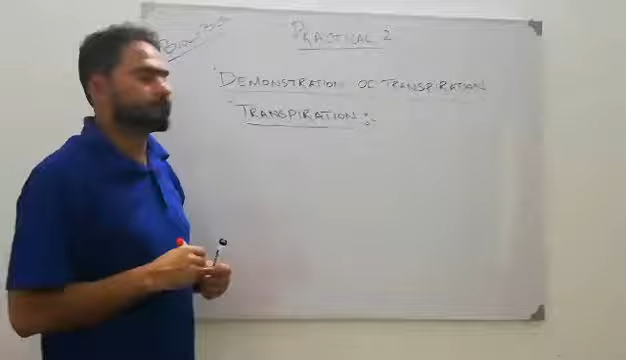 PRACTICAL 2
DEMONSTRATION OF TRANSPIRATION
TRANSPIRATION :-